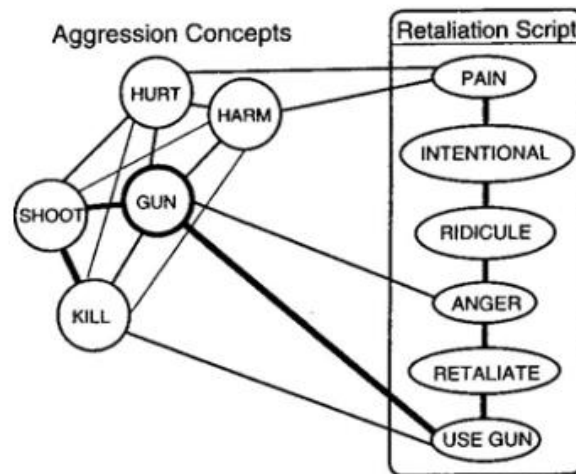 Aggression Concepts
Retaliation Script
HURT
HARM
SHOOT
GUN
KILL
PAIN
INTENTIONAL
RIDICULE
ANGER
RETALIATE
USE GUN